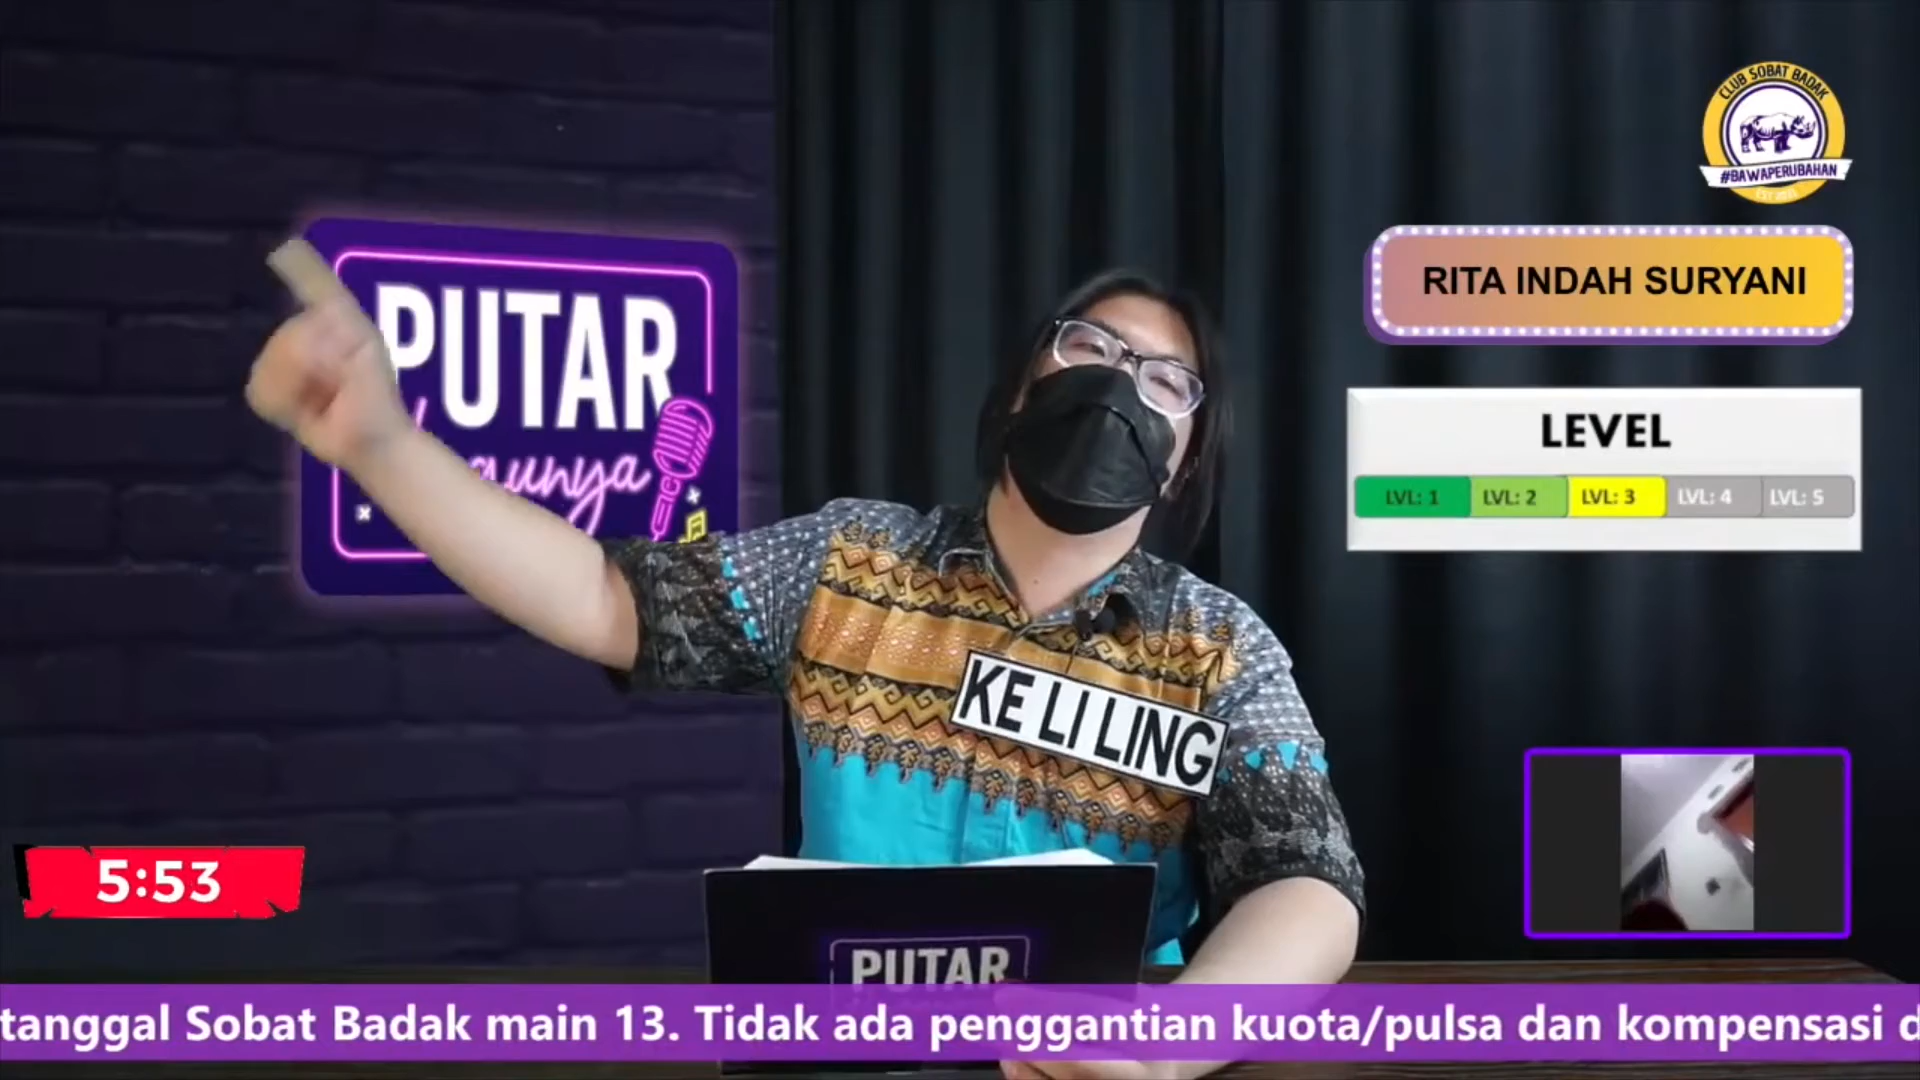 CLUB SOBAT BADAK
#BAWAPERUBAHAN
RITA INDAH SURYANI
PUTAR
LEVEL
LVL: 1 LVL: 2 LVL: 3 LVL: 4 LVL: 5
KE LI LING
5:53
PUTAR
tanggal Sobat Badak main 13. Tidak ada penggantian kuota/pulsa dan kompensasi d